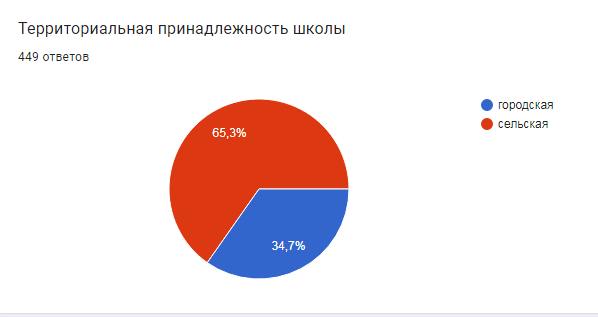 Территориальная принадлежность школы
449 ответов
городская
сельская
65,3%
34,7%